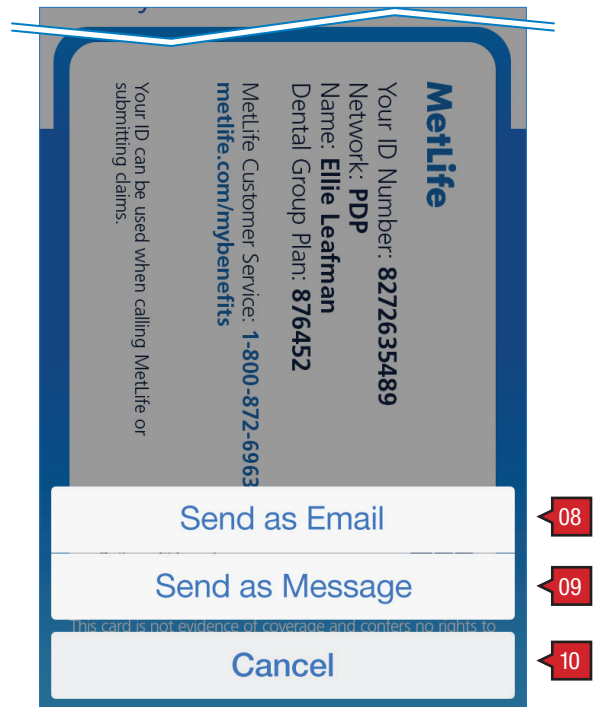 MetLife
Your ID Number: 8272635489
Network: PDP
Name: Ellie Leafman
Dental Group Plan: 876452
MetLife Customer Service: 1-800-872-6963
metlife.com/mybenefits
Your ID can be used when calling MetLife or
submitting claims.
Send as Email
08
Send as Message
09
This card is not evidence of coverage and confers no rights to
Cancel
10